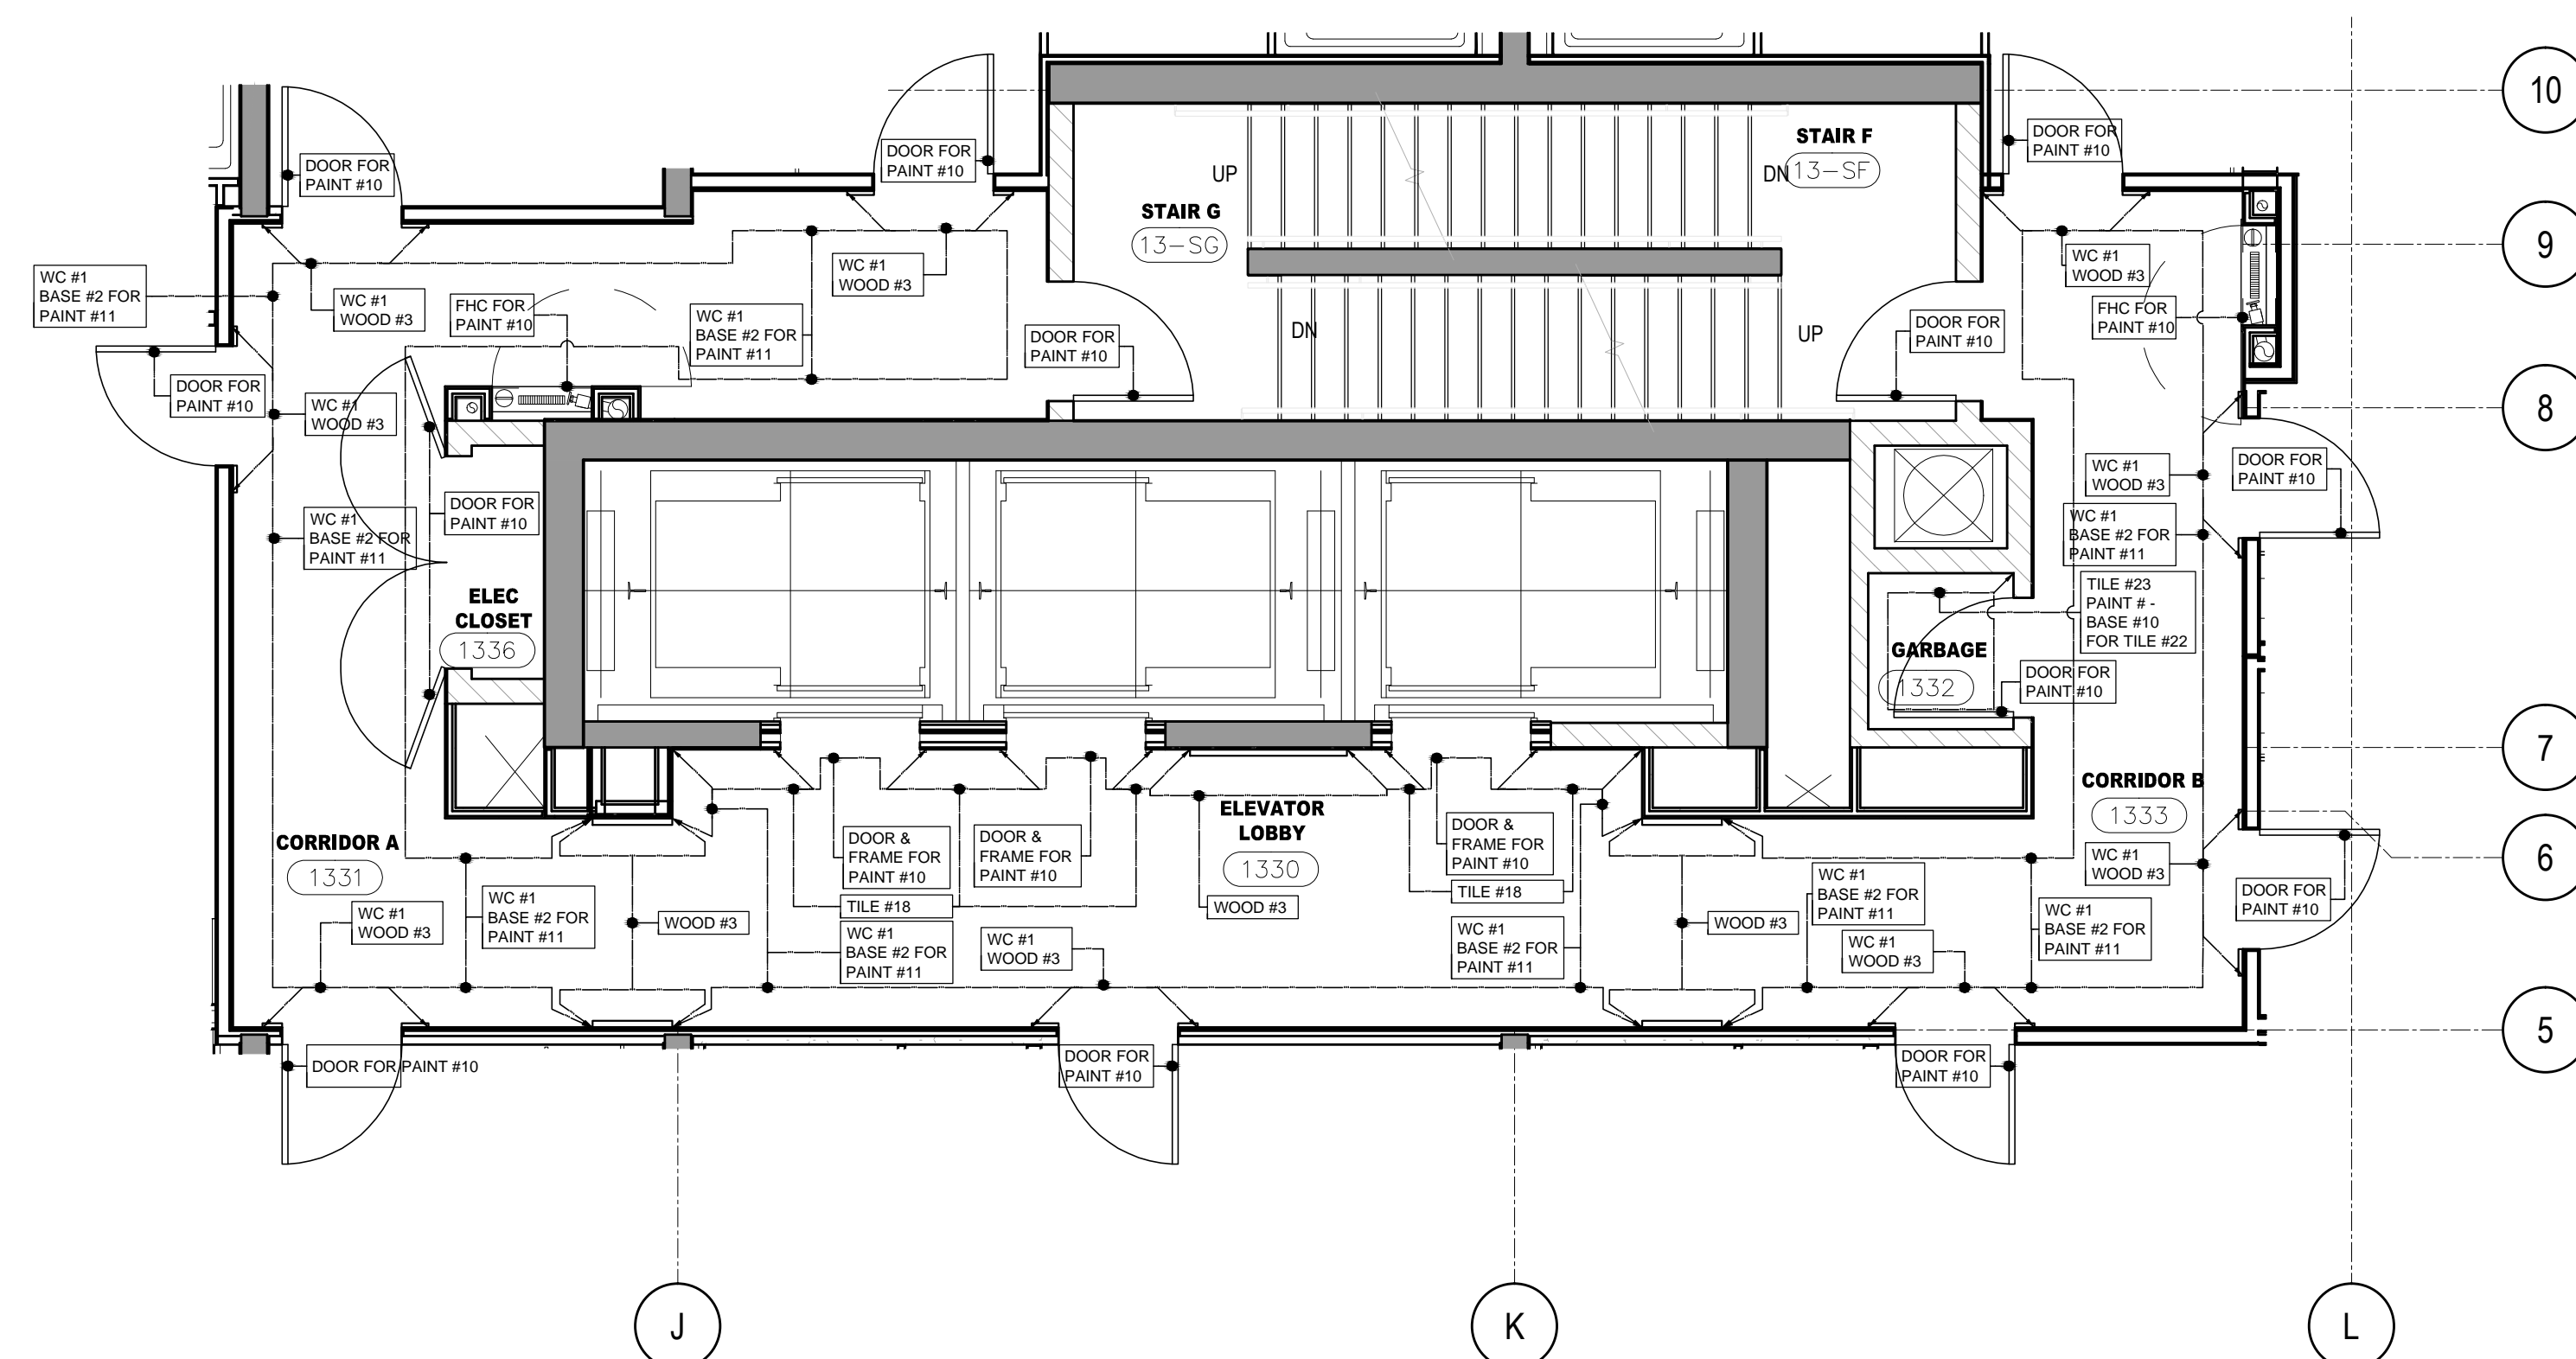 10
STAIR F
13-SF
DOOR FOR
PAINT #10
DOOR FOR
PAINT #10
DOOR FOR
PAINT #10
UP
DN
STAIR G
13-SG
9
WC #1
BASE #2 FOR
PAINT #11
WC #1
WOOD #3
FHC FOR
PAINT #10
WC #1
BASE #2 FOR
PAINT #11
WC #1
WOOD #3
DOOR FOR
PAINT #10
DN
UP
DOOR FOR
PAINT #10
WC #1
WOOD #3
FHC FOR
PAINT #10
DOOR FOR
PAINT #10
WC #1
WOOD #3
8
WC #1
BASE #2 FOR
PAINT #11
DOOR FOR
PAINT #10
WC #1
WOOD #3
DOOR FOR
PAINT #10
WC #1
BASE #2 FOR
PAINT #11
ELEC
CLOSET
1336
TILE #23
PAINT # -
BASE #10
FOR TILE #22
GARBAGE
1332
DOOR FOR
PAINT #10
7
CORRIDOR B
1333
CORRIDOR A
1331
DOOR &
FRAME FOR
PAINT #10
DOOR &
FRAME FOR
PAINT #10
ELEVATOR
LOBBY
1330
DOOR &
FRAME FOR
PAINT #10
WC #1
WOOD #3
6
WC #1
WOOD #3
WC #1
BASE #2 FOR
PAINT #11
WOOD #3
TILE #18
WOOD #3
TILE #18
WC #1
BASE #2 FOR
PAINT #11
DOOR FOR
PAINT #10
WC #1
BASE #2 FOR
PAINT #11
WC #1
WOOD #3
WC #1
BASE #2 FOR
PAINT #11
WOOD #3
WC #1
WOOD #3
WC #1
BASE #2 FOR
PAINT #11
5
DOOR FOR PAINT #10
DOOR FOR
PAINT #10
DOOR FOR
PAINT #10
J
K
L